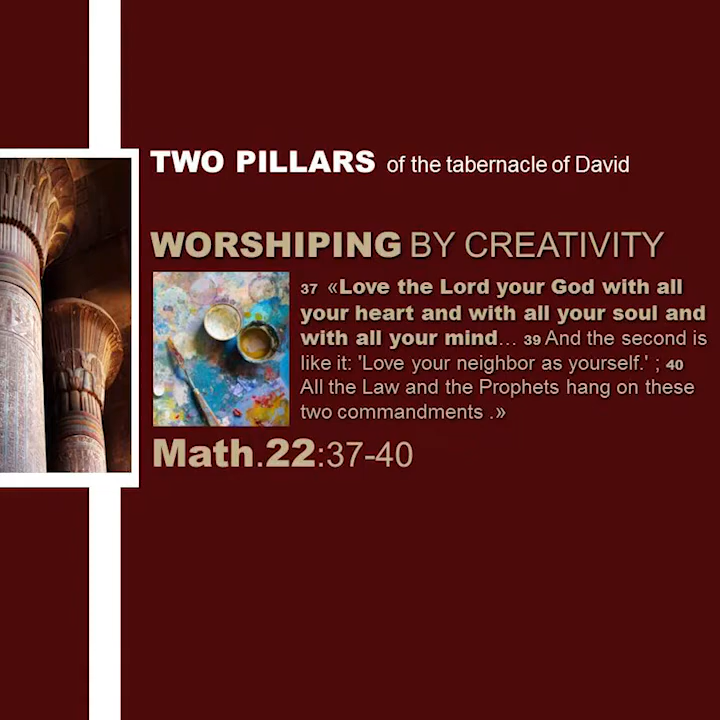 TWO PILLARS of the tabernacle of David
WORSHIPING BY CREATIVITY
37 «Love the Lord your God with all
your heart and with all your soul and
with all your mind... 39 And the second is
like it: 'Love your neighbor as yourself.' ; 40
All the Law and the Prophets hang on these
two commandments .»
Math.22:37-40